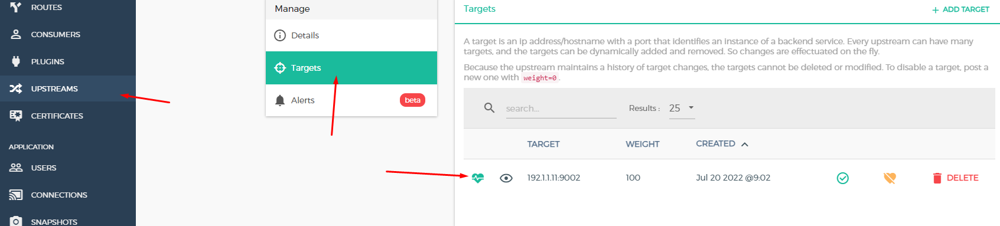 ROUTES
CONSUMERS
PLUGINS
UPSTREAMS
CERTIFICATES
APPLICATION
USERS
CONNECTIONS
SNAPSHOTS
Manage
Details
Targets
Alerts beta
Targets
+ ADD TARGET
A target is an ip address/hostname with a port that identifies an instance of a backend service. Every upstream can have many
targets, and the targets can be dynamically added and removed. So changes are effectuated on the fly.
Because the upstream maintains a history of target changes, the targets cannot be deleted or modified. To disable a target, post a
new one with weight=0.
search... Results : 25
TARGET WEIGHT CREATED
192.1.1.11:9002 100 Jul 20 2022 @9:02 DELETE